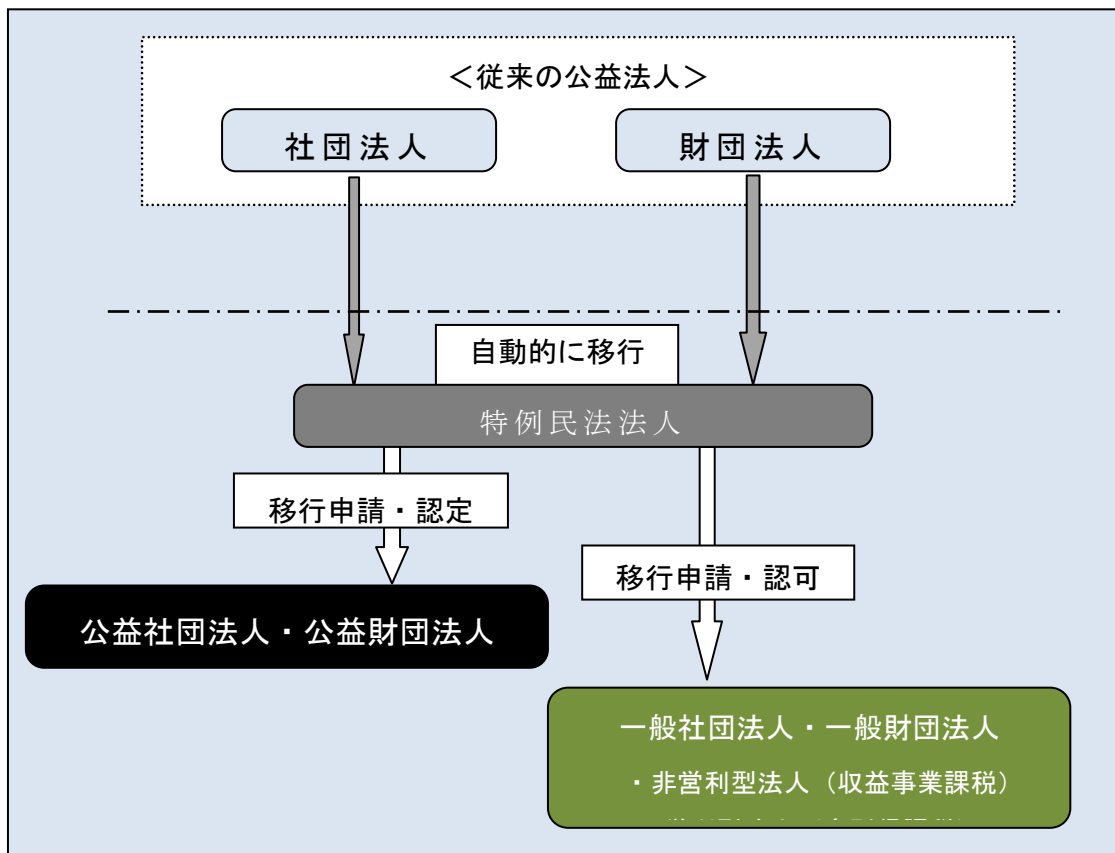 ＜従来の公益法人＞
社団法人
財団法人
自動的に移行
特例民法法人
移行申請・認定
移行申請・認可
公益社団法人・公益財団法人
一般社団法人・一般財団法人
・非営利型法人（収益事業課税）